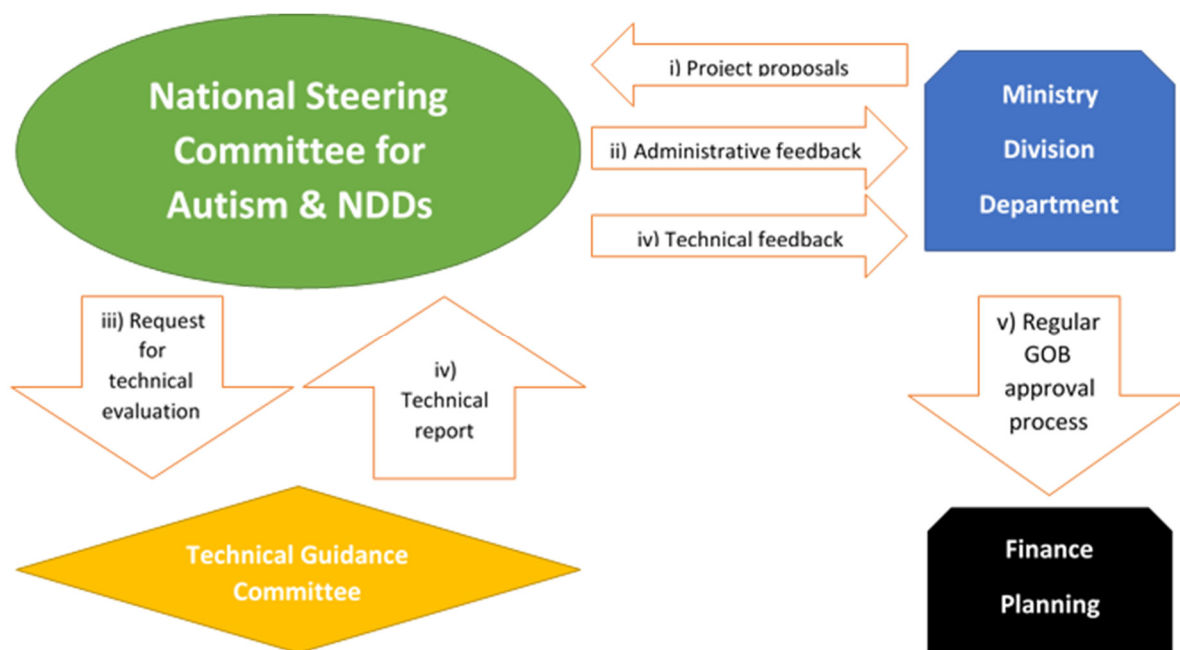 National Steering
Committee for
Autism & NDDs
i) Project proposals
ii) Administrative feedback
iv) Technical feedback
Ministry
Division
Department
iii) Request
for
technical
evaluation
iv)
Technical
report
v) Regular
GOB
approval
process
Technical Guidance
Committee
Finance
Planning